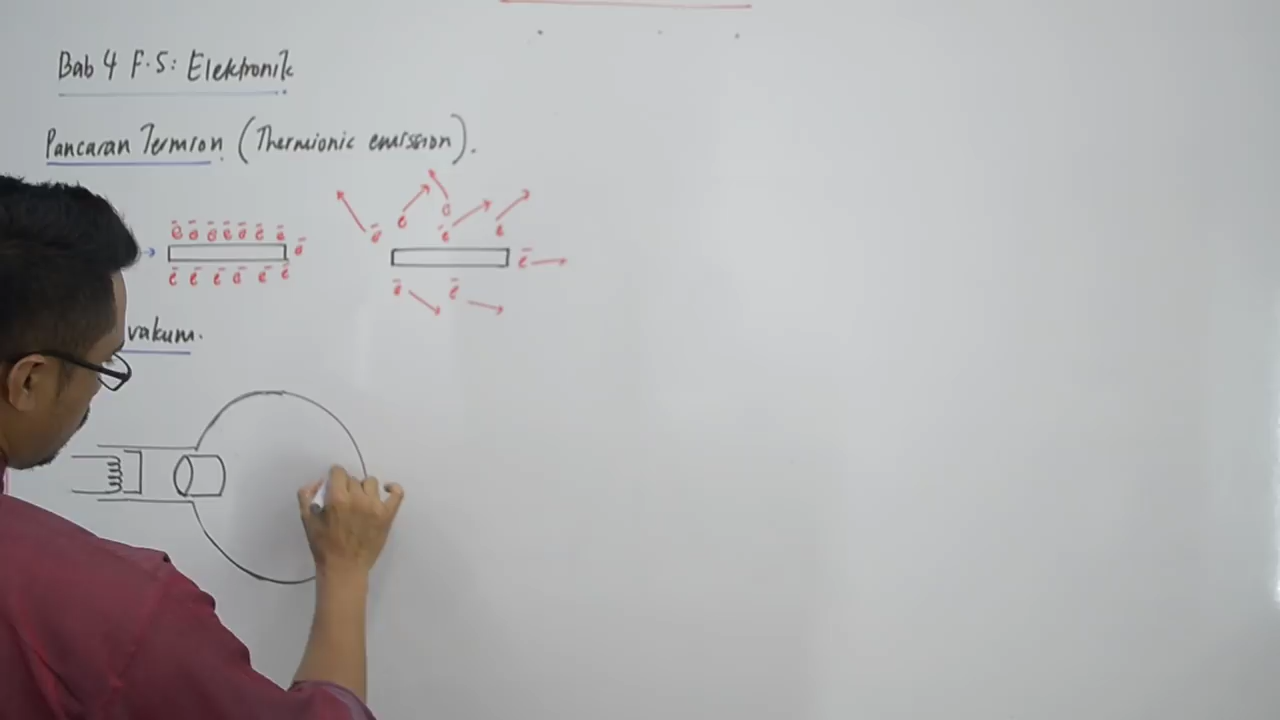 Bab 4 F.5: Elektronik
Pancaran Termion (Thermionic emission).
ē ē ē ē ē ē ē ē
ē ē ē ē ē ē
ē e e ē e
ē
ē ē
vakum.